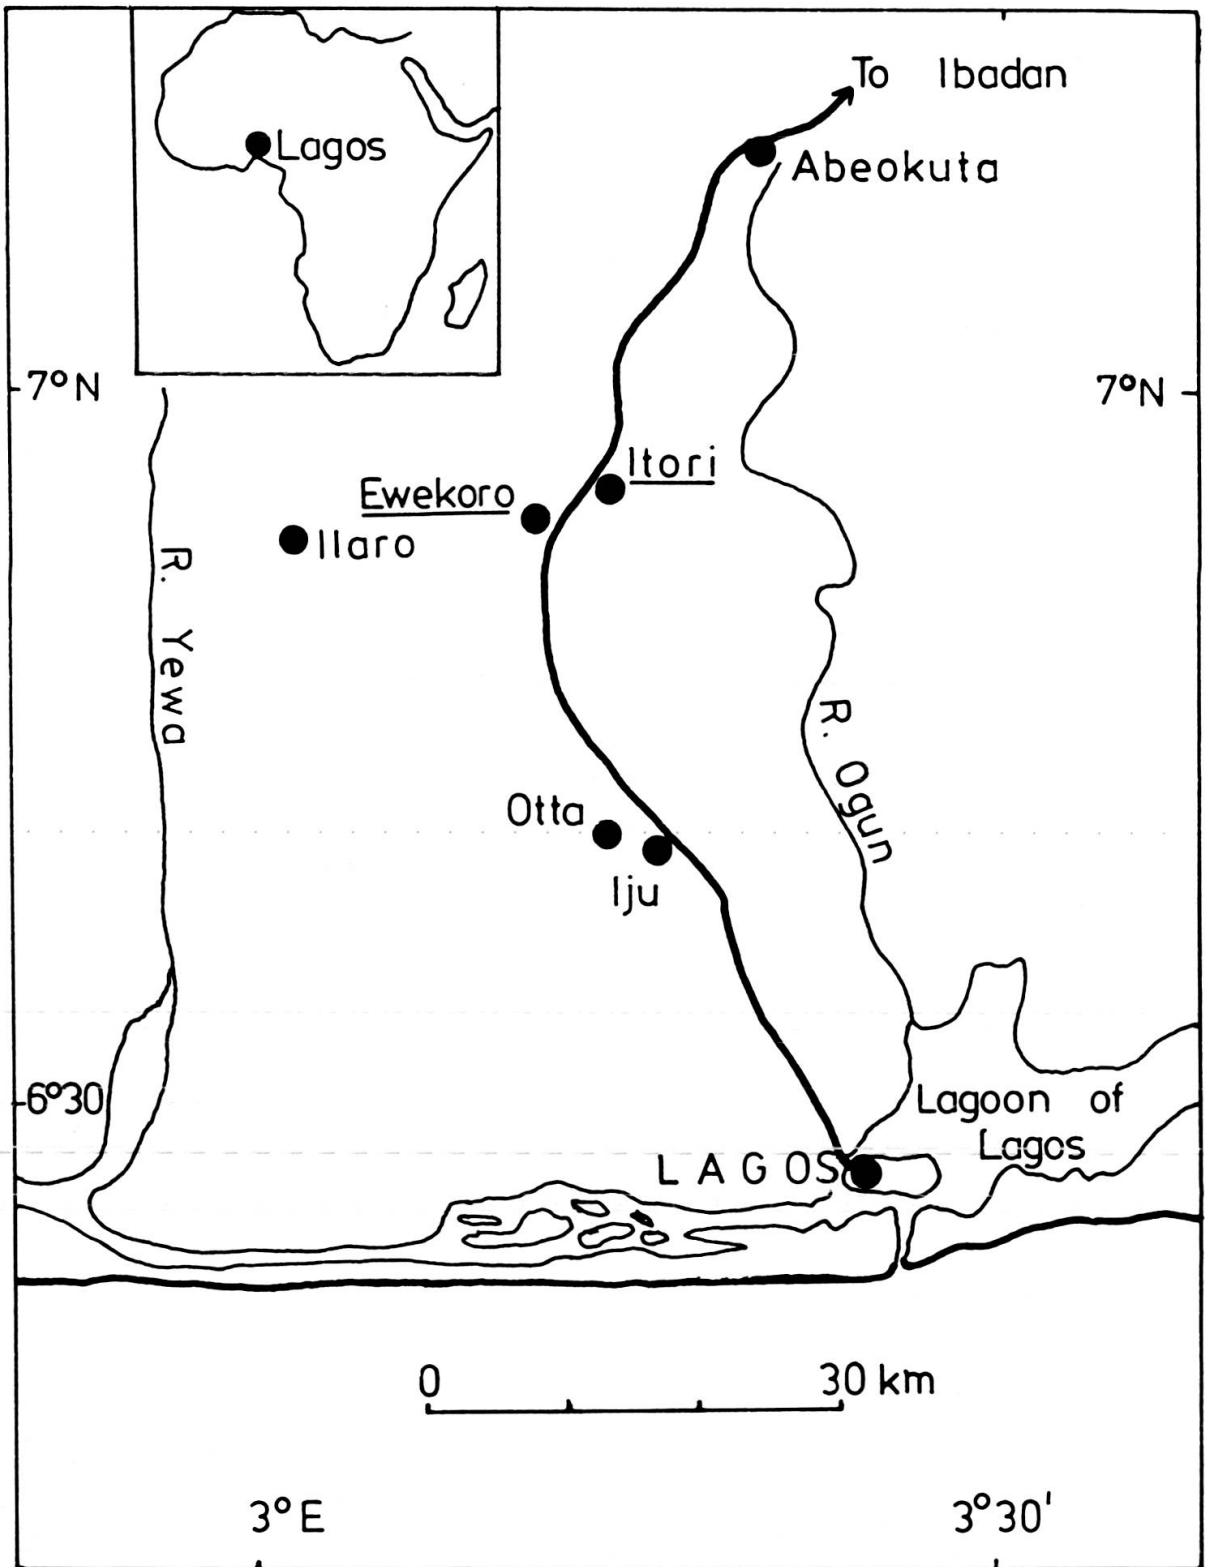 To Ibadan
Lagos
Abeokuta
7°N
7°N
Itori
Ewekoro
Ilaro
R. Yewa
R. Ogun
Otta
Iju
6°30
Lagoon of
Lagos
LAGOS
0
30 km
3°E
3°30'